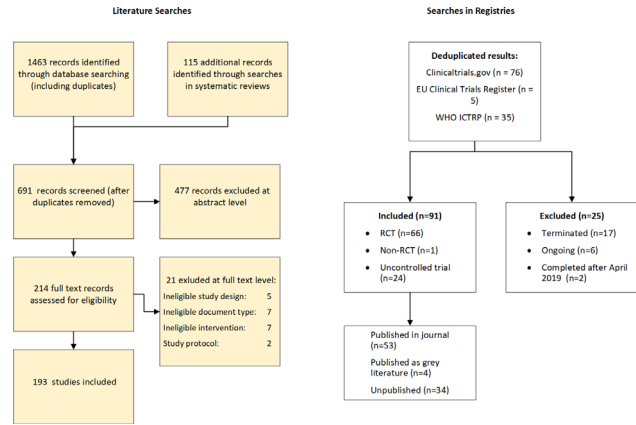 Literature Searches
1463 records identified
through database searching
(including duplicates)
115 additional records
identified through searches
in systematic reviews
691 records screened (after
duplicates removed)
477 records excluded at
abstract level
214 full text records
assessed for eligibility
21 exluded at full text level:
Ineligible study design: 5
Ineligible document type: 7
Ineligible intervention: 7
Study protocol: 2
193 studies included
Searches in Registries
Deduplicated results:
Clinicaltrials.gov (n = 76)
EU Clinical Trials Register (n =
5)
WHO ICTRP (n = 35)
Included (n=91)
• RCT (n=66)
• Non-RCT (n=1)
• Uncontrolled trial
(n=24)
Excluded (n=25)
• Terminated (n=17)
• Ongoing (n=6)
• Completed after April
2019 (n=2)
Published in journal
(n=53)
Published as grey
literature (n=4)
Unpublished (n=34)